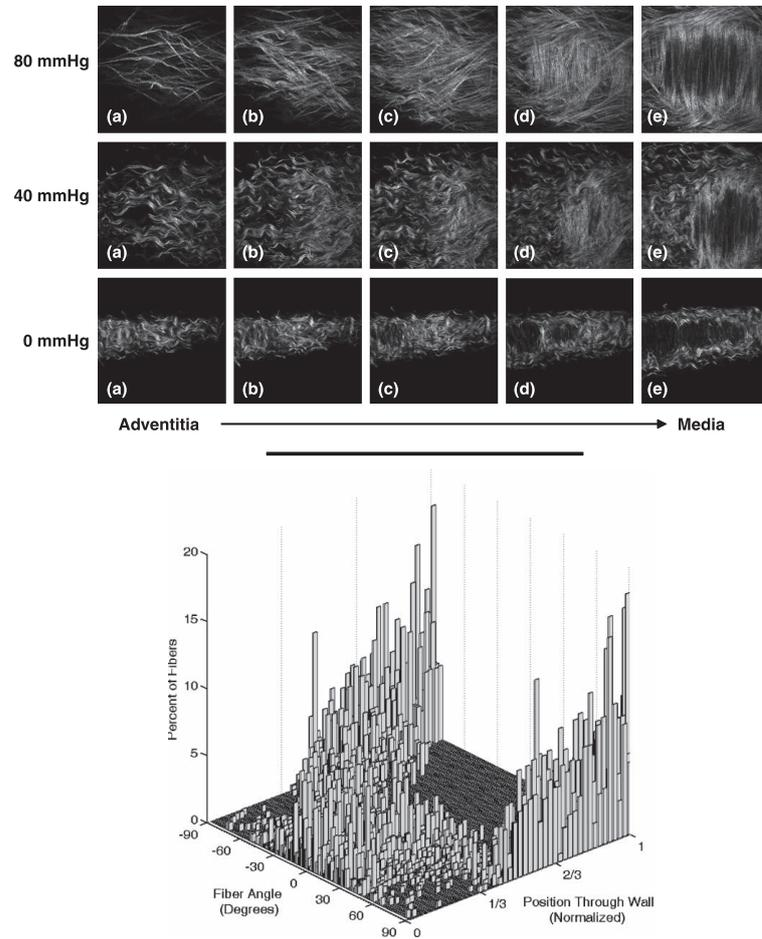 80 mmHg
(a) (b) (c) (d) (e)
40 mmHg
(a) (b) (c) (d) (e)
0 mmHg
(a) (b) (c) (d) (e)
Adventitia Media
20
15
10
5
0
Percent of Fibers
-90
-60
-30
0
30
60
90
Fiber Angle
(Degrees)
0
1/3
2/3
1
Position Through Wall
(Normalized)